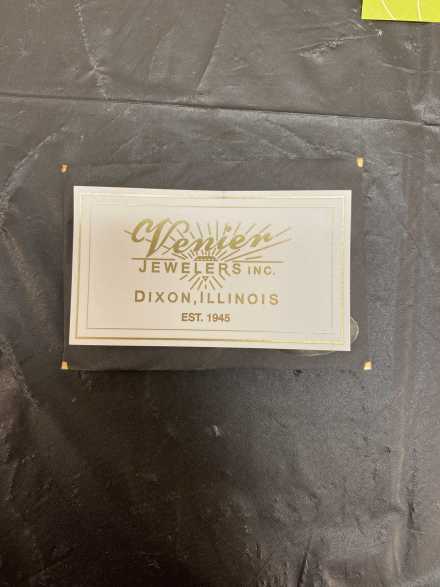 Venier
JEWELERS INC.
DIXON, ILLINOIS
EST. 1945